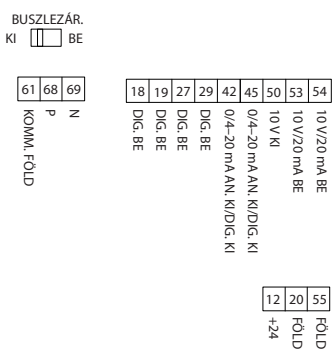 BUSZLEZÁR.
KI BE
61 68 69
KOMM. FÖLD
P
N
18 19 27 29 42 45 50 53 54
DIG. BE
DIG. BE
DIG. BE
DIG. BE
0/4–20 mA AN. KI/DIG. KI
0/4–20 mA AN. KI/DIG. KI
10 V KI
10 V/20 mA BE
10 V/20 mA BE
12 20 55
+24
FÖLD
FÖLD